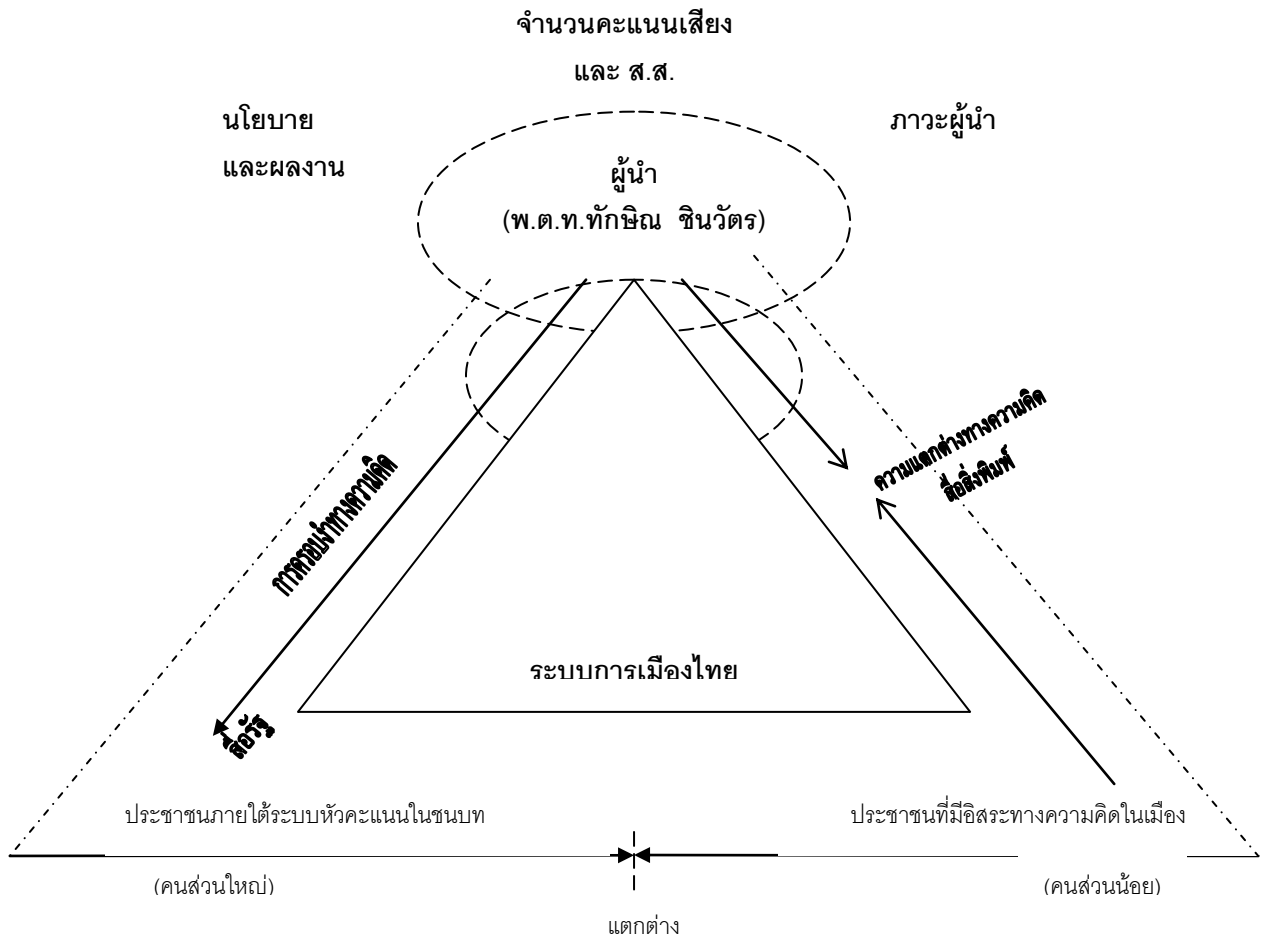 จำนวนคะแนนเสียง
และ ส.ส.
นโยบาย
และผลงาน
ภาวะผู้นำ
ผู้นำ
(พ.ต.ท.ทักษิณ ชินวัตร)
การครอบงำทางความคิด
ความแตกต่างทางความคิด
สื่อสิ่งพิมพ์
ระบบการเมืองไทย
สื่อรัฐ
ประชาชนภายใต้ระบบหัวคะแนนในชนบท
ประชาชนที่มีอิสระทางความคิดในเมือง
(คนส่วนใหญ่)
(คนส่วนน้อย)
แตกต่าง